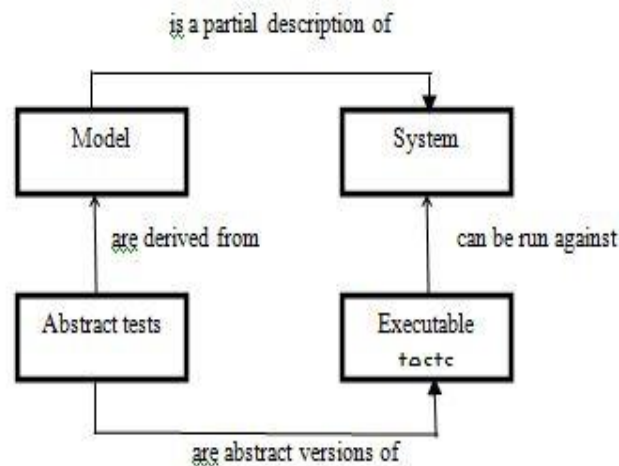 is a partial description of
Model
System
are derived from
can be run against
Abstract tests
Executable
are abstract versions of